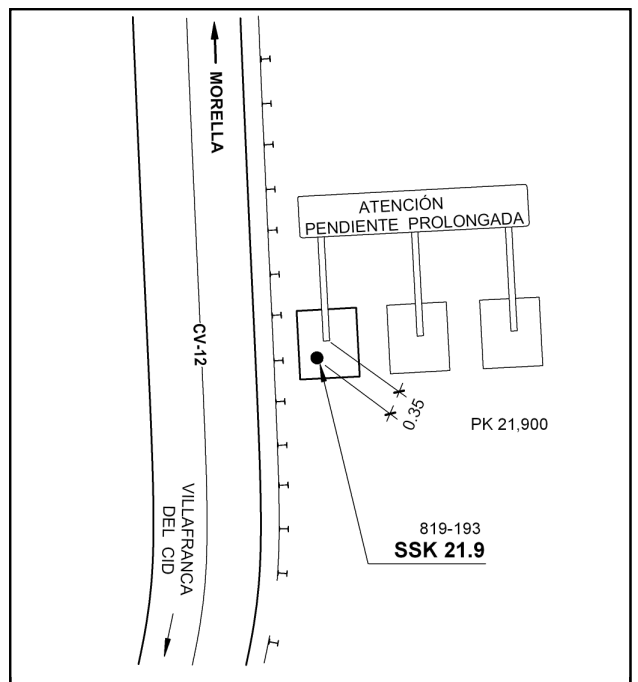 MORELLA
ATENCIÓN
PENDIENTE PROLONGADA
CV-12
0.35
PK 21,900
VILLAFRANCA
DEL CID
819-193
SSK 21.9